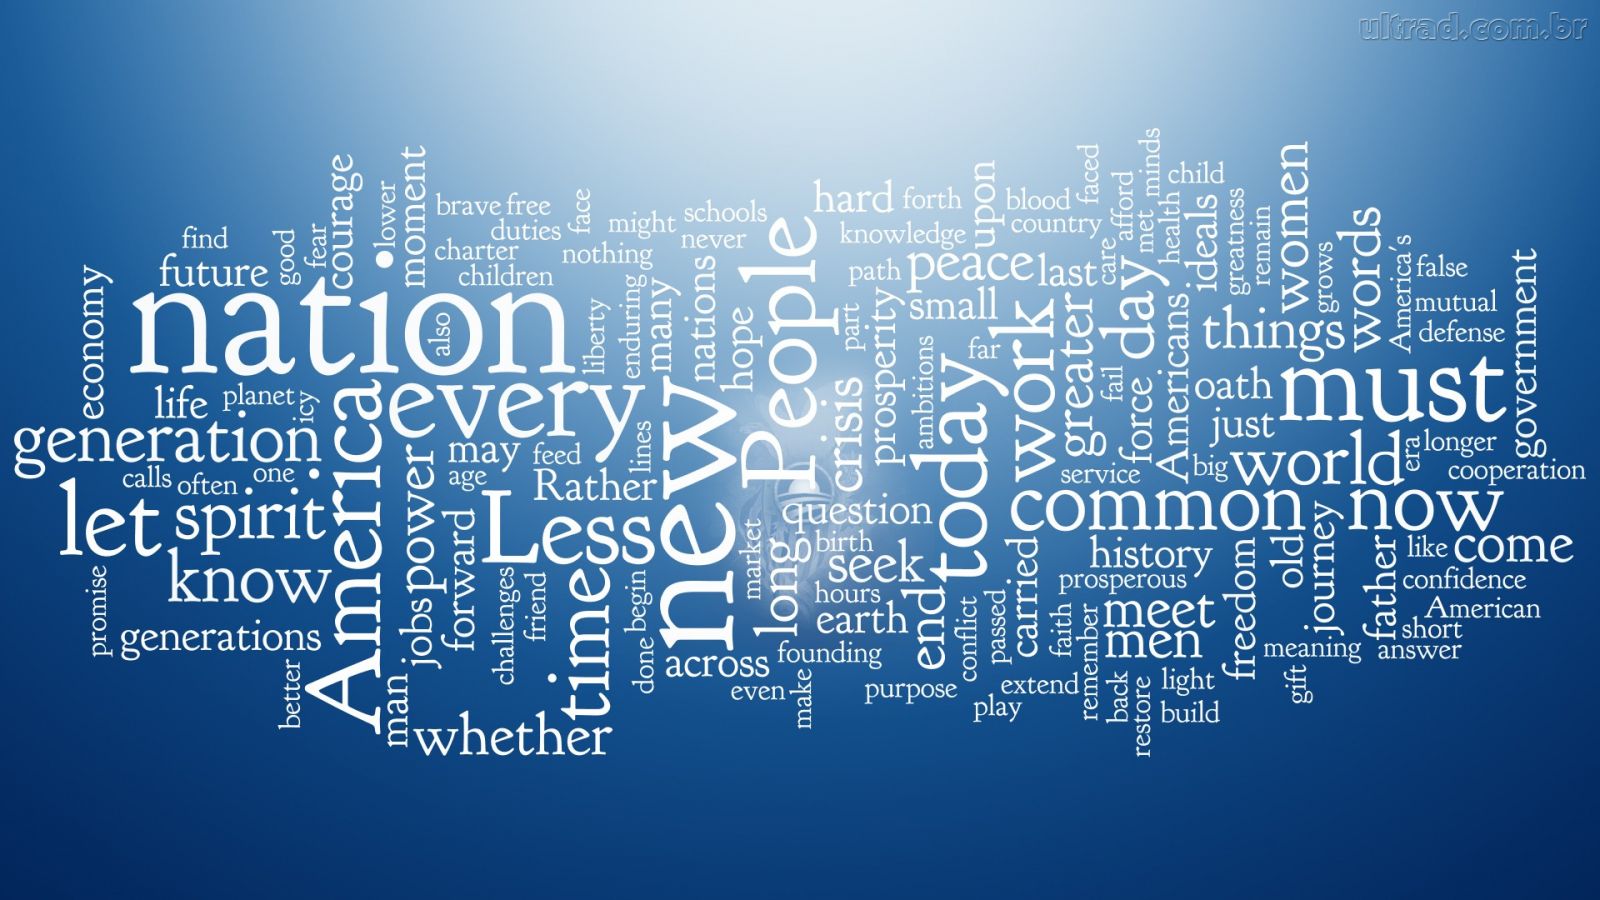 ultrad.com.br
nation
future
find
good
fear
courage
lower
moment
brave
free
duties
face
charter
children
might
nothing
schools
never
hard
forth
knowledge
upon
blood
country
faced
afford
met
minds
health
child
ideals
greatness
remain
women
grows
words
America's
false
mutual
defense
government
economy
also
liberty
enduring
many
nations
hope
People
path
part
peace
small
last
care
prosperity
ambitions
far
work
greater
day
fail
force
Americans
things
oath
just
must
life
planet
icy
generation
calls
often
one
America
every
may
feed
age
Rather
lines
new
crisis
today
service
big
world
era
longer
cooperation
let
spirit
know
power
Less
market
question
birth
seek
hours
earth
common
now
history
prosperous
old
journey
father
like
come
confidence
American
short
answer
promise
generations
better
man
jobs
forward
challenges
friend
time
done
begin
across
long
founding
even
make
purpose
end
conflict
passed
carried
faith
meet
men
freedom
meaning
gift
extend
play
remember
back
restore
light
build
whether